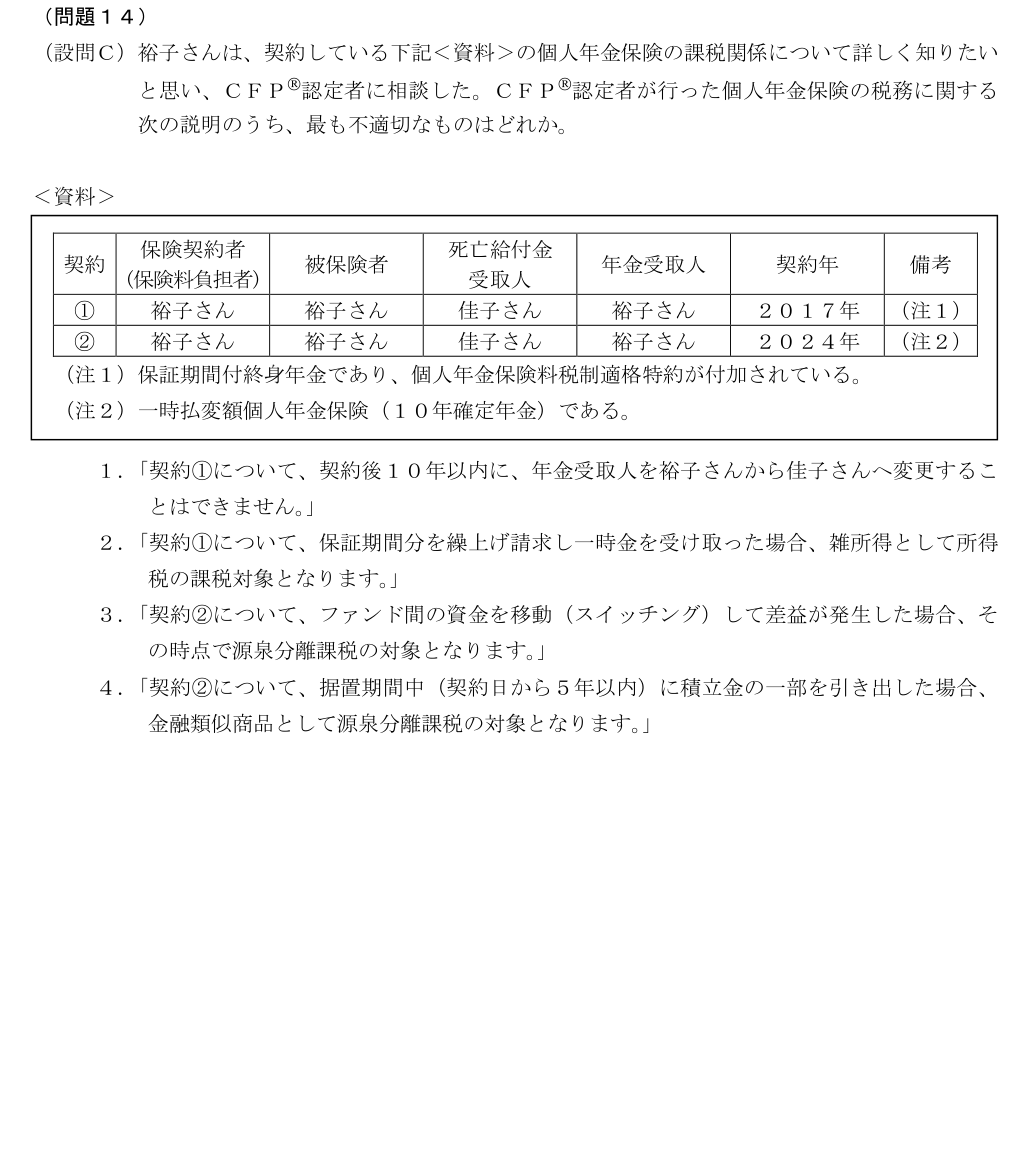 （問題１４）
（設問Ｃ）裕子さんは、契約している下記＜資料＞の個人年金保険の課税関係について詳しく知りたい
と思い、ＣＦＰ®認定者に相談した。ＣＦＰ®認定者が行った個人年金保険の税務に関する
次の説明のうち、最も不適切なものはどれか。
＜資料＞
契約 保険契約者（保険料負担者） 被保険者 死亡給付金受取人 年金受取人 契約年 備考
① 裕子さん 裕子さん 佳子さん 裕子さん ２０１７年 （注１）
② 裕子さん 裕子さん 佳子さん 裕子さん ２０２４年 （注２）
（注１）保証期間付終身年金であり、個人年金保険料税制適格特約が付加されている。
（注２）一時払変額個人年金保険（１０年確定年金）である。
１．「契約①について、契約後１０年以内に、年金受取人を裕子さんから佳子さんへ変更するこ
とはできません。」
２．「契約①について、保証期間分を繰上げ請求し一時金を受け取った場合、雑所得として所得
税の課税対象となります。」
３．「契約②について、ファンド間の資金を移動（スイッチング）して差益が発生した場合、そ
の時点で源泉分離課税の対象となります。」
４．「契約②について、据置期間中（契約日から５年以内）に積立金の一部を引き出した場合、
金融類似商品として源泉分離課税の対象となります。」